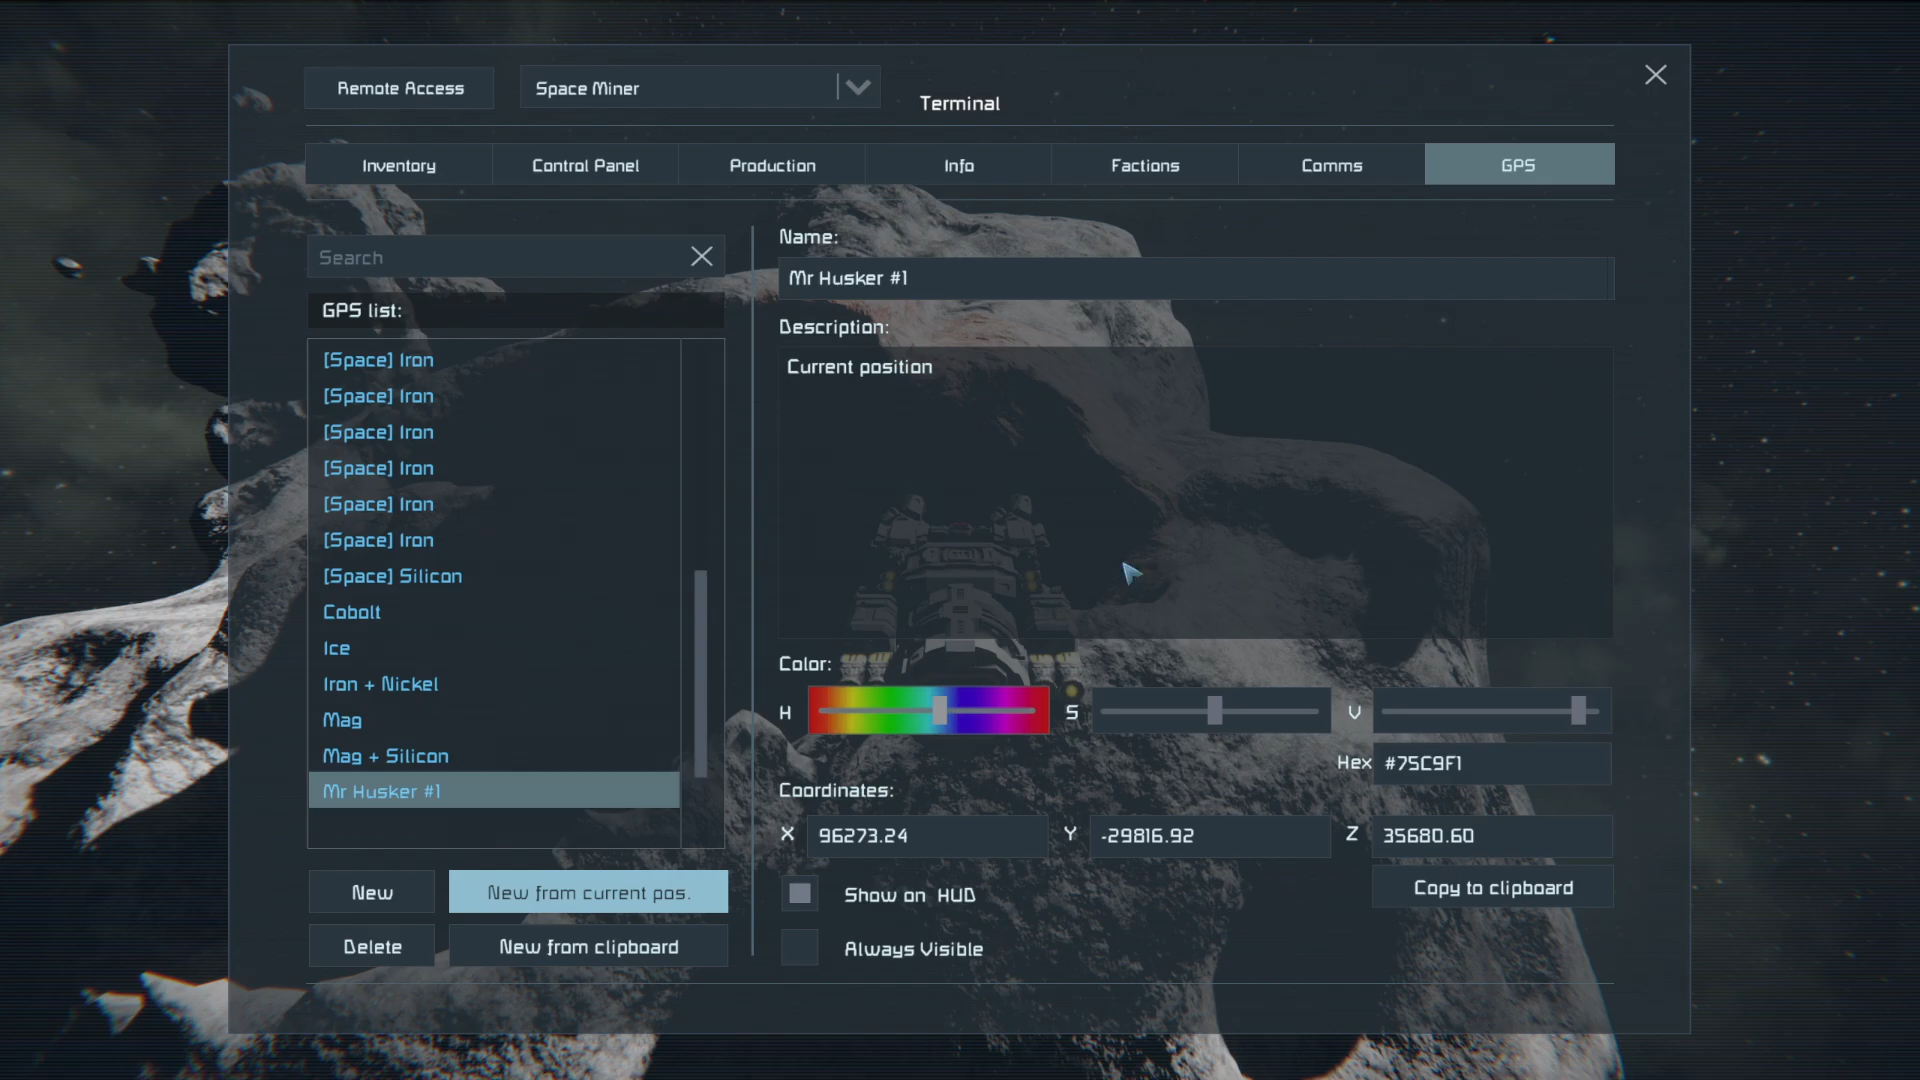 Remote Access
Space Miner
Terminal
Inventory
Control Panel
Production
Info
Factions
Comms
GPS
Search
GPS list:
[Space] Iron
[Space] Iron
[Space] Iron
[Space] Iron
[Space] Iron
[Space] Iron
[Space] Silicon
Cobolt
Ice
Iron + Nickel
Mag
Mag + Silicon
Mr Husker #1
New
New from current pos.
Delete
New from clipboard
Name:
Mr Husker #1
Description:
Current position
Color:
H
S
V
Hex #75C9F1
Coordinates:
X 96273.24
Y -29816.92
Z 35680.60
Show on HUD
Copy to clipboard
Always Visible